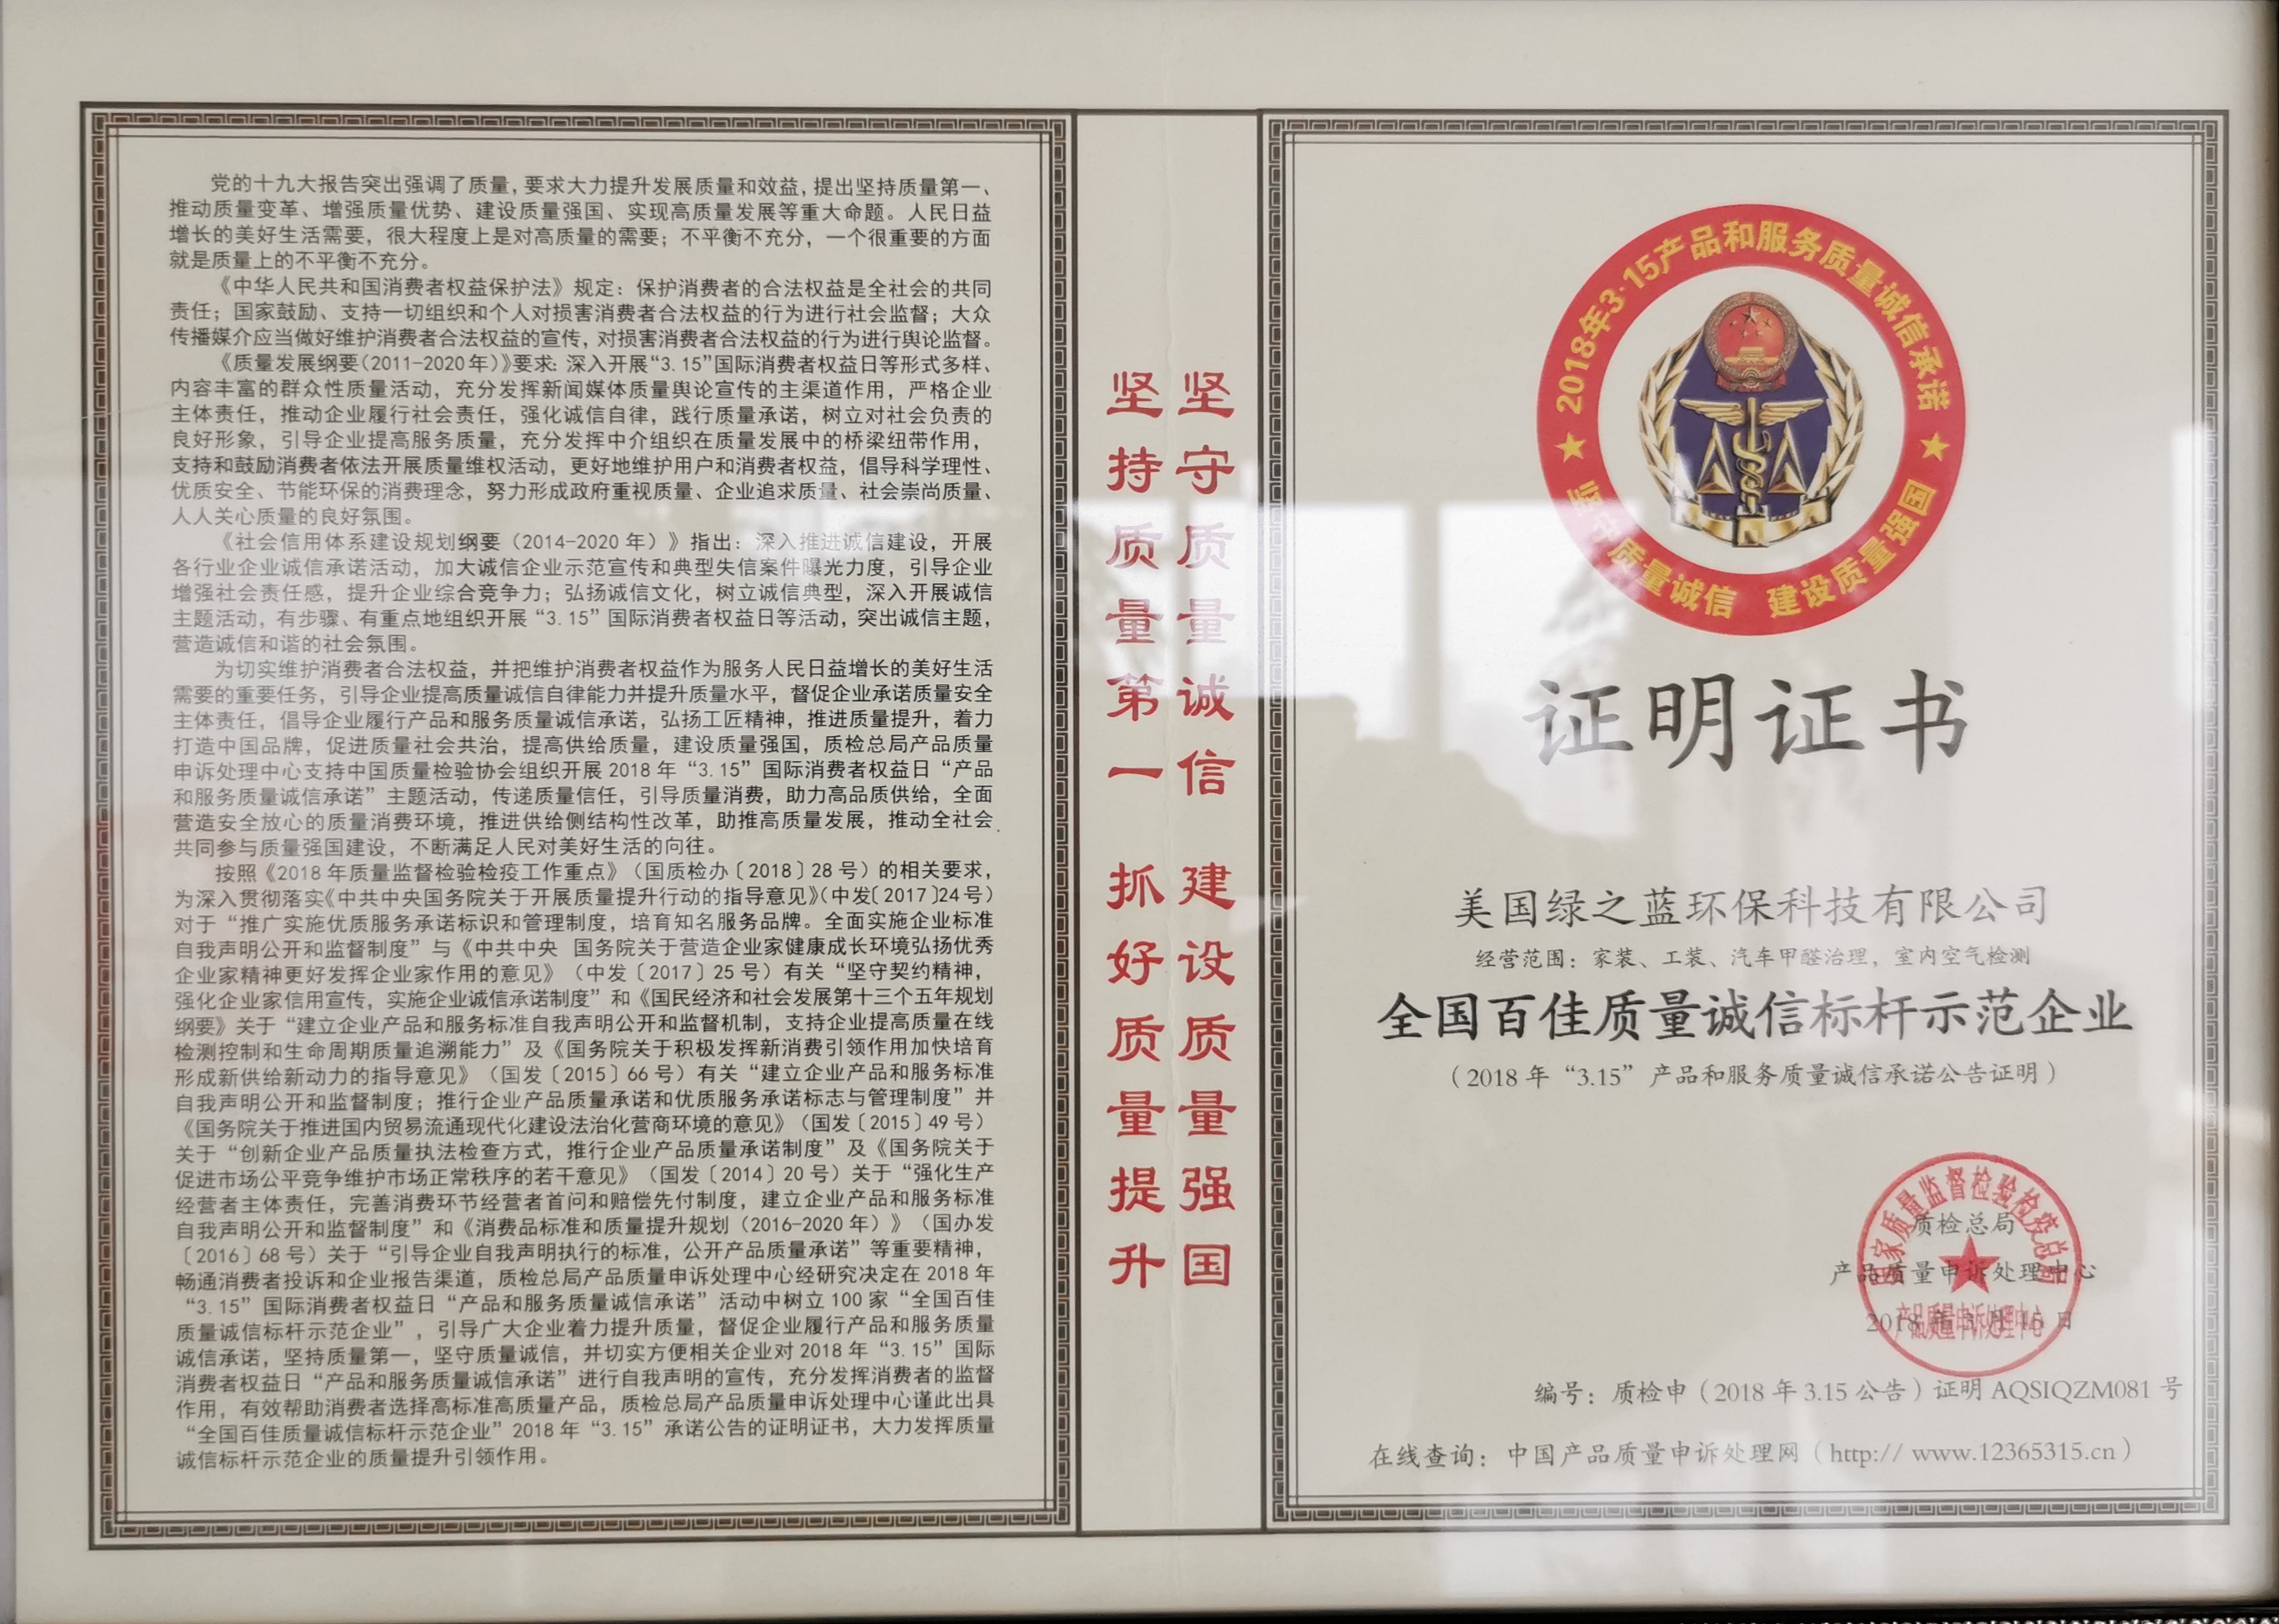 党的十九大报告突出强调了质量，要求大力提升发展质量和效益，提出坚持质量第一、
推动质量变革、增强质量优势、建设质量强国、实现高质量发展等重大命题。人民日益
增长的美好生活需要，很大程度上是对高质量的需要；不平衡不充分，一个很重要的方面
就是质量上的不平衡不充分。
《中华人民共和国消费者权益保护法》规定：保护消费者的合法权益是全社会的共同
责任；国家鼓励、支持一切组织和个人对损害消费者合法权益的行为进行社会监督；大众
传播媒介应当做好维护消费者合法权益的宣传，对损害消费者合法权益的行为进行舆论监督。
《质量发展纲要（2011-2020年）》要求：深入开展“3.15”国际消费者权益日等形式多样、
内容丰富的群众性质量活动，充分发挥新闻媒体质量舆论宣传的主渠道作用，严格企业
主体责任，推动企业履行社会责任，强化诚信自律，践行质量承诺，树立对社会负责的
良好形象，引导企业提高服务质量，充分发挥中介组织在质量发展中的桥梁纽带作用，
支持和鼓励消费者依法开展质量维权活动，更好地维护用户和消费者权益，倡导科学理性、
优质安全、节能环保的消费理念，努力形成政府重视质量、企业追求质量、社会崇尚质量、
人人关心质量的良好氛围。
《社会信用体系建设规划纲要（2014-2020年）》指出：深入推进诚信建设，开展
各行业企业诚信承诺活动，加大诚信企业示范宣传和典型失信案件曝光力度，引导企业
增强社会责任感，提升企业综合竞争力；弘扬诚信文化，树立诚信典型，深入开展诚信
主题活动，有步骤、有重点地组织开展“3.15”国际消费者权益日等活动，突出诚信主题，
营造诚信和谐的社会氛围。
为切实维护消费者合法权益，并把维护消费者权益作为服务人民日益增长的美好生活
需要的重要任务，引导企业提高质量诚信自律能力并提升质量水平，督促企业承诺质量安全
主体责任，倡导企业履行产品和服务质量诚信承诺，弘扬工匠精神，推进质量提升，着力
打造中国品牌，促进质量社会共治，提高供给质量，建设质量强国，质检总局产品质量
申诉处理中心支持中国质量检验协会组织开展2018年“3.15”国际消费者权益日“产品
和服务质量诚信承诺”主题活动，传递质量信任，引导质量消费，助力高品质供给，全面
营造安全放心的质量消费环境，推进供给侧结构性改革，助推高质量发展，推动全社会
共同参与质量强国建设，不断满足人民对美好生活的向往。
按照《2018年质量监督检验检疫工作重点》（国质检办〔2018〕28号）的相关要求，
为深入贯彻落实《中共中央国务院关于开展质量提升行动的指导意见》（中发〔2017〕24号）
对于“推广实施优质服务承诺标识和管理制度，培育知名服务品牌。全面实施企业标准
自我声明公开和监督制度”与《中共中央 国务院关于营造企业家健康成长环境弘扬优秀
企业家精神更好发挥企业家作用的意见》（中发〔2017〕25号）有关“坚守契约精神，
强化企业家信用宣传，实施企业诚信承诺制度”和《国民经济和社会发展第十三个五年规划
纲要》关于“建立企业产品和服务标准自我声明公开和监督机制，支持企业提高质量在线
检测控制和生命周期质量追溯能力”及《国务院关于积极发挥新消费引领作用加快培育
形成新供给新动力的指导意见》（国发〔2015〕66号）有关“建立企业产品和服务标准
自我声明公开和监督制度；推行企业产品质量承诺和优质服务承诺标志与管理制度”并
《国务院关于推进国内贸易流通现代化建设法治化营商环境的意见》（国发〔2015〕49号）
关于“创新企业产品质量执法检查方式，推行企业产品质量承诺制度”及《国务院关于
促进市场公平竞争维护市场正常秩序的若干意见》（国发〔2014〕20号）关于“强化生产
经营者主体责任，完善消费环节经营者首问和赔偿先付制度，建立企业产品和服务标准
自我声明公开和监督制度”和《消费品标准和质量提升规划（2016-2020年）》（国办发
〔2016〕68号）关于“引导企业自我声明执行的标准，公开产品质量承诺”等重要精神，
畅通消费者投诉和企业报告渠道，质检总局产品质量申诉处理中心经研究决定在2018年
“3.15”国际消费者权益日“产品和服务质量诚信承诺”活动中树立100家“全国百佳
质量诚信标杆示范企业”，引导广大企业着力提升质量，督促企业履行产品和服务质量
诚信承诺，坚持质量第一，坚守质量诚信，并切实方便相关企业对2018年“3.15”国际
消费者权益日“产品和服务质量诚信承诺”进行自我声明的宣传，充分发挥消费者的监督
作用，有效帮助消费者选择高标准高质量产品，质检总局产品质量申诉处理中心谨此出具
“全国百佳质量诚信标杆示范企业”2018年“3.15”承诺公告的证明证书，大力发挥质量
诚信标杆示范企业的质量提升引领作用。
坚守质量诚信 建设质量强国
坚持质量第一 抓好质量提升
2018年3·15产品和服务质量诚信承诺
坚守质量诚信 建设质量强国
证明证书
美国绿之蓝环保科技有限公司
经营范围：家装、工装、汽车甲醛治理，室内空气检测
全国百佳质量诚信标杆示范企业
（2018年“3.15”产品和服务质量诚信承诺公告证明）
国家质量监督检验检疫总局
产品质量申诉处理中心
质检总局
产品质量申诉处理中心
2018年3月15日
编号：质检申（2018年3.15公告）证明AQSIQZM081号
在线查询：中国产品质量申诉处理网（http:// www.12365315.cn）